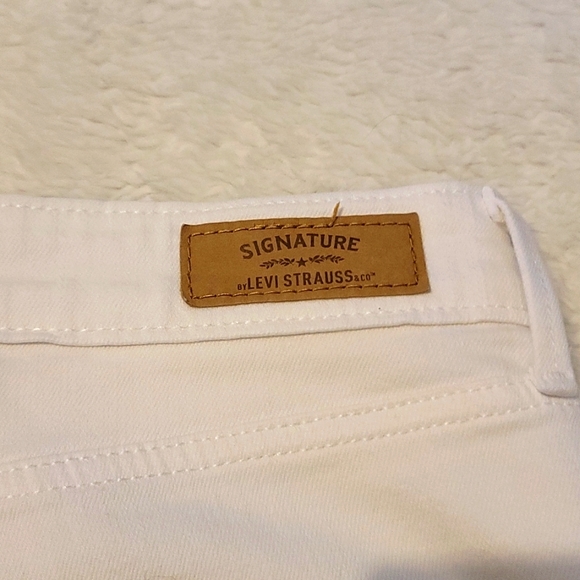 SIGNATURE
BY LEVI STRAUSS & CO™